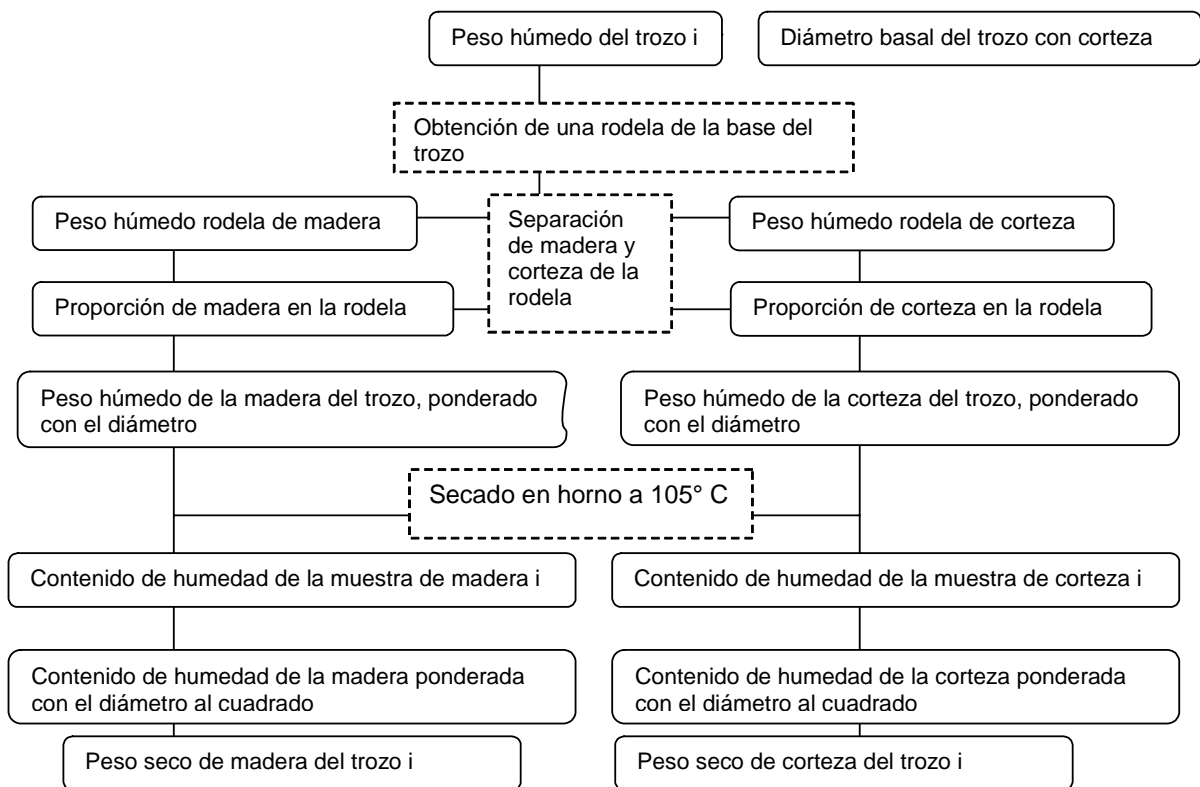 Peso húmedo del trozo i
Diámetro basal del trozo con corteza
Obtención de una rodela de la base del
trozo
Peso húmedo rodela de madera
Separación
de madera y
corteza de la
rodela
Peso húmedo rodela de corteza
Proporción de madera en la rodela
Proporción de corteza en la rodela
Peso húmedo de la madera del trozo, ponderado
con el diámetro
Peso húmedo de la corteza del trozo, ponderado
con el diámetro
Secado en horno a 105° C
Contenido de humedad de la muestra de madera i
Contenido de humedad de la muestra de corteza i
Contenido de humedad de la madera ponderada
con el diámetro al cuadrado
Contenido de humedad de la corteza ponderada
con el diámetro al cuadrado
Peso seco de madera del trozo i
Peso seco de corteza del trozo i